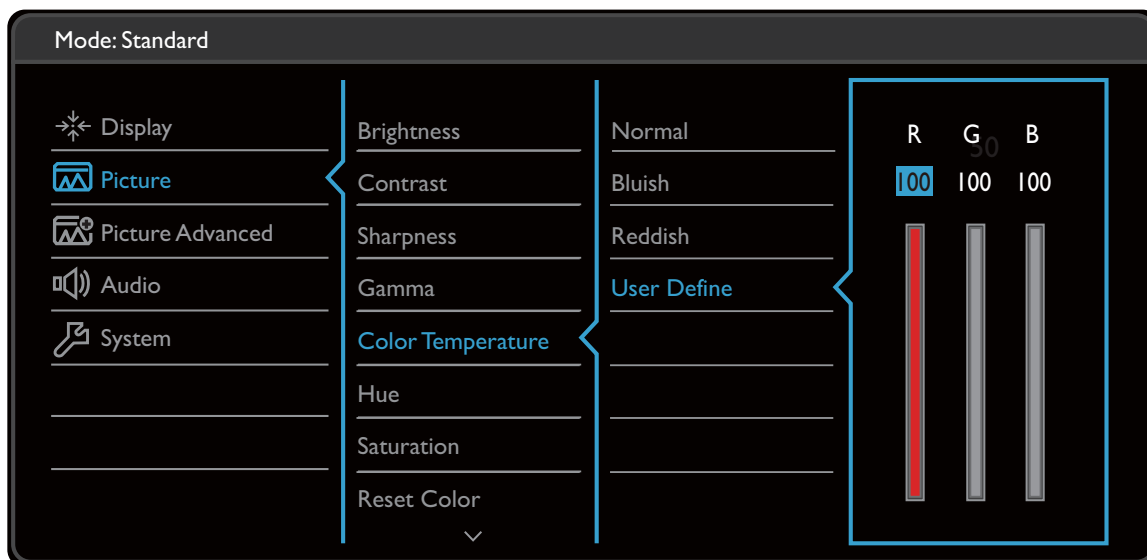 Mode: Standard
Display
Picture
Picture Advanced
Audio
System
Brightness
Contrast
Sharpness
Gamma
Color Temperature
Hue
Saturation
Reset Color
Normal
Bluish
Reddish
User Define
R G B
50
100 100 100